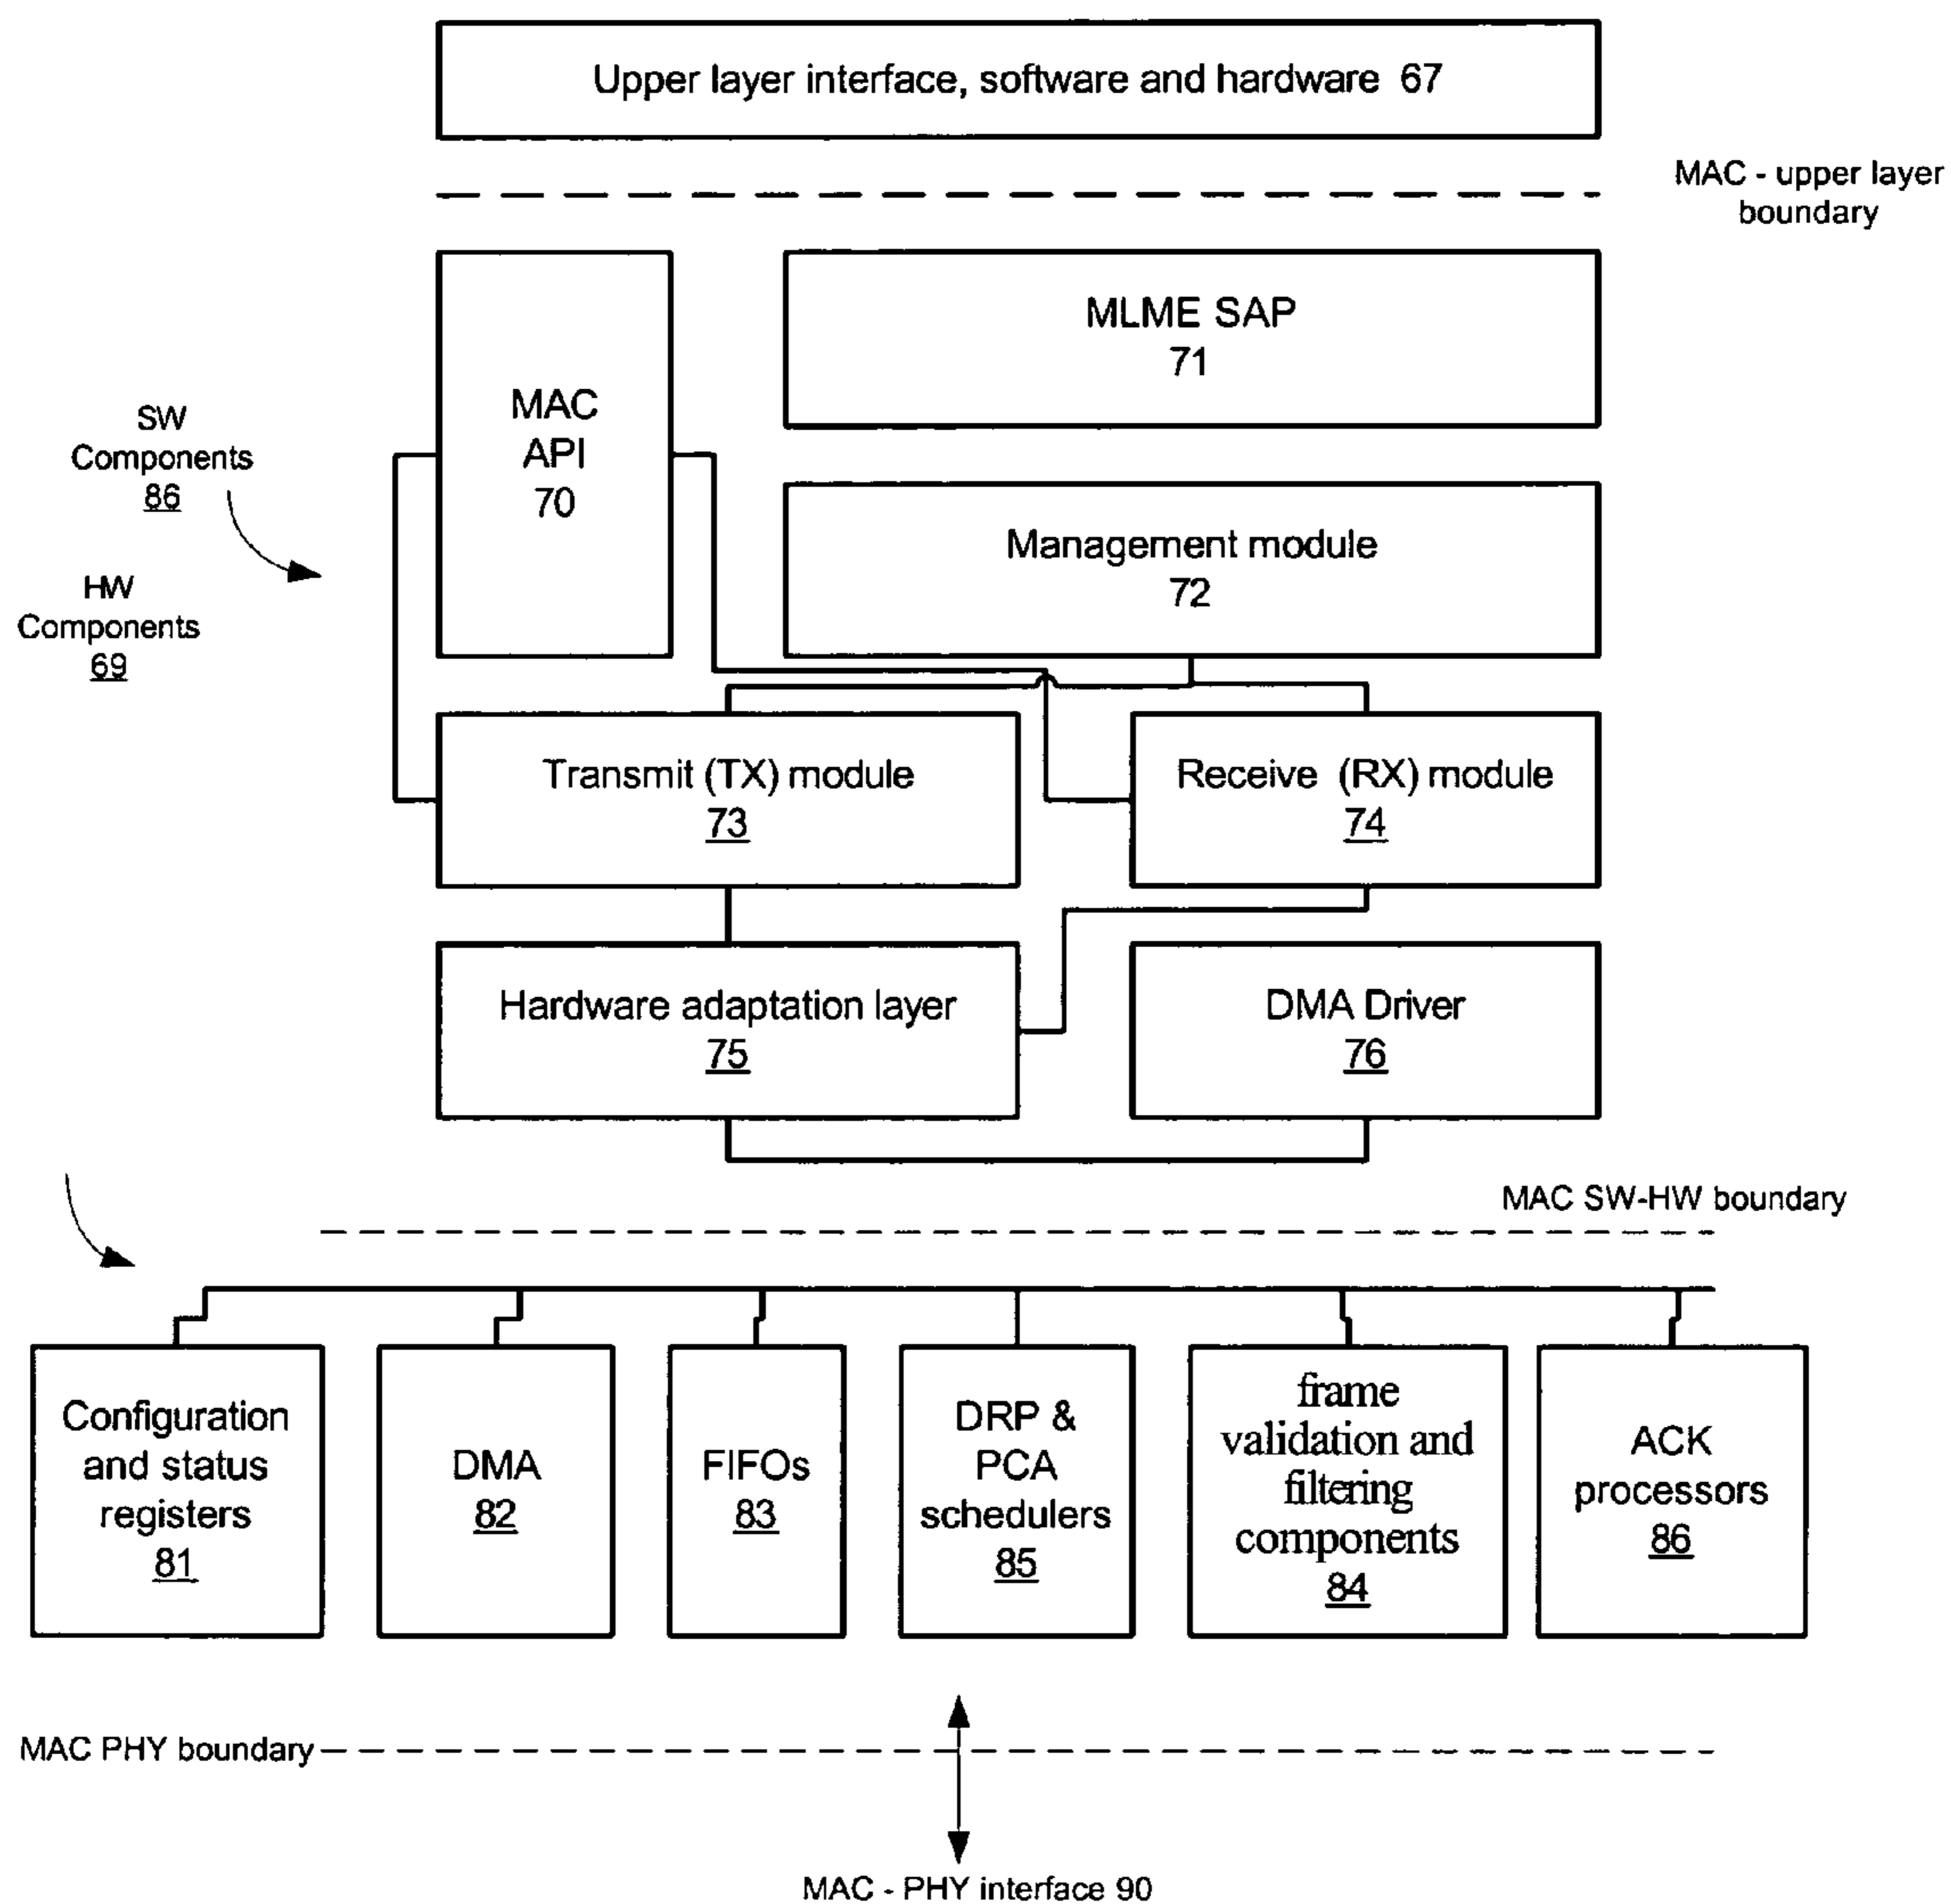 Upper layer interface, software and hardware 67
MAC - upper layer
boundary
MAC
API
70
MLME SAP
71
SW
Components
86
HW
Components
69
Management module
72
Transmit (TX) module
73
Receive (RX) module
74
Hardware adaptation layer
75
DMA Driver
76
MAC SW-HW boundary
Configuration
and status
registers
81
DMA
82
FIFOs
83
DRP &
PCA
schedulers
85
frame
validation and
filtering
components
84
ACK
processors
86
MAC PHY boundary
MAC - PHY interface 90